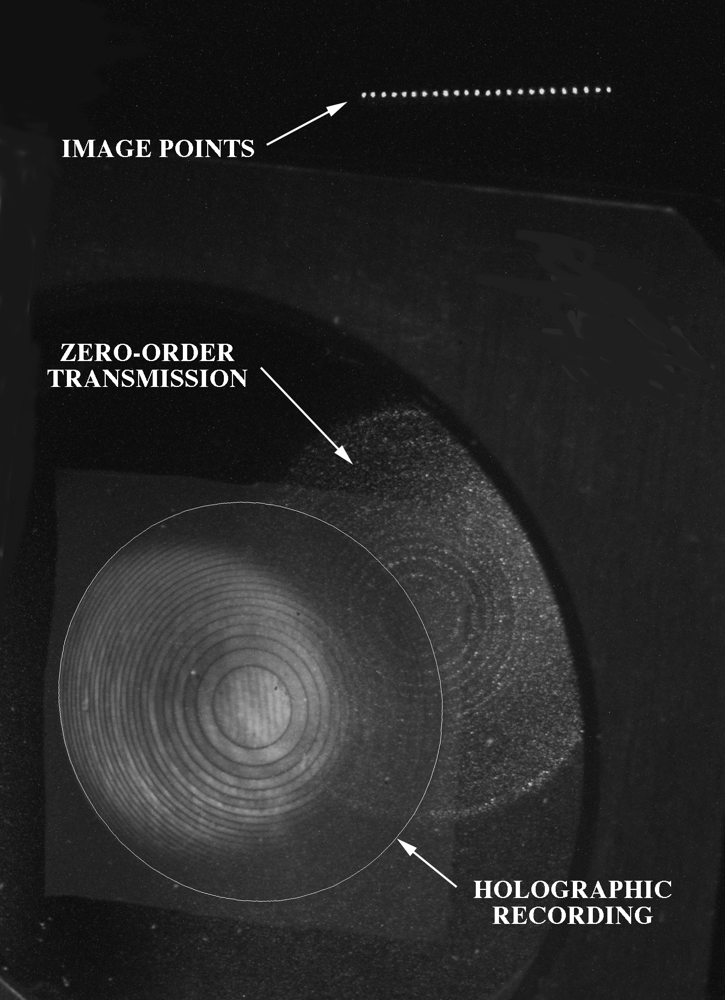 IMAGE POINTS
ZERO-ORDER
TRANSMISSION
HOLOGRAPHIC
RECORDING